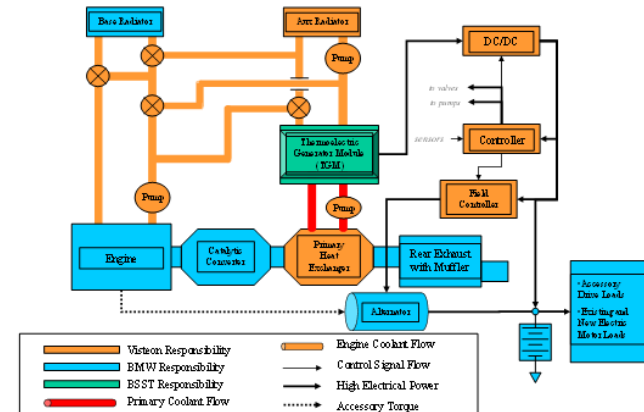 Base Radiator
Aux Radiator
Pump
DC/DC
to valves
to pumps
Thermoelectric
Generator Module
(TGM)
sensors
Controller
Pump
Pump
Field
Controller
Engine
Catalytic
Converter
Primary
Heat
Exchanger
Rear Exhaust
with Muffler
Alternator
• Accessory
Drive Loads
• Existing and
New Electric
Motor Loads
Visteon Responsibility
BMW Responsibility
BSST Responsibility
Primary Coolant Flow
Engine Coolant Flow
Control Signal Flow
High Electrical Power
Accessory Torque